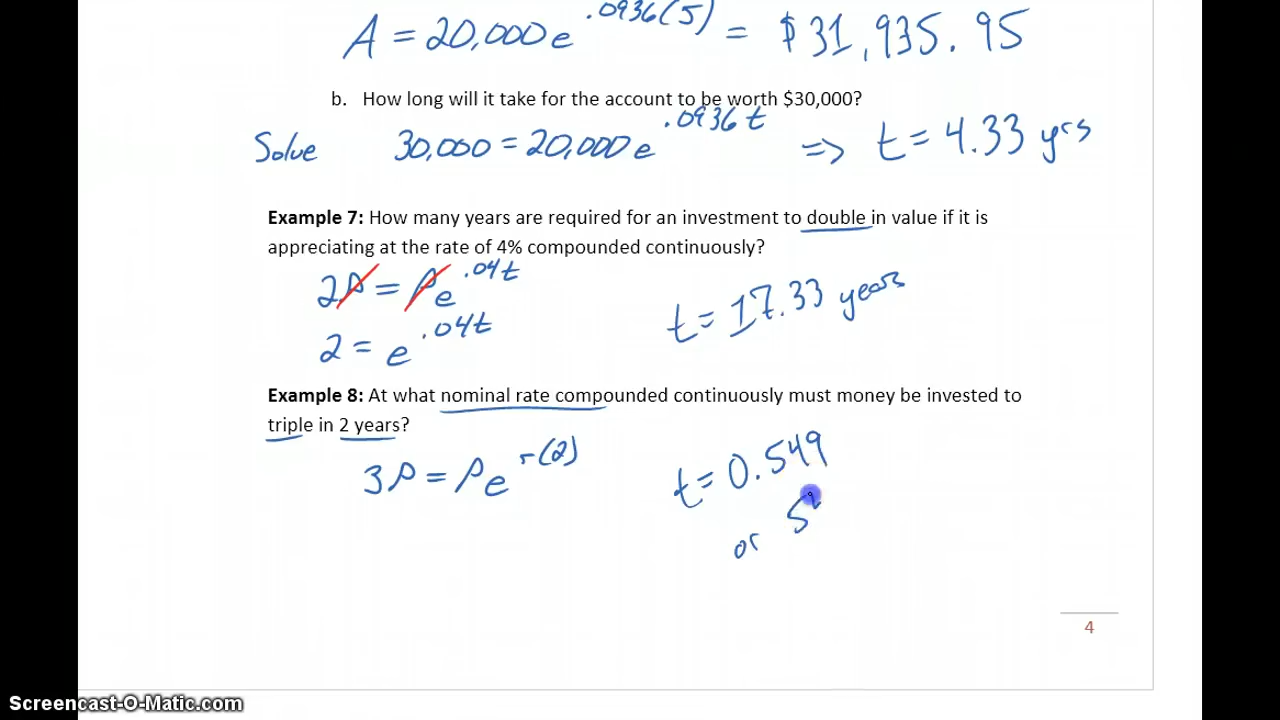 A = 20,000e^.0936(5) = $31,935.95
b. How long will it take for the account to be worth $30,000?
Solve 30,000 = 20,000e^.0936t => t = 4.33 yrs
Example 7: How many years are required for an investment to double in value if it is
appreciating at the rate of 4% compounded continuously?
2P = Pe^.04t
t = 17.33 years
2 = e^.04t
Example 8: At what nominal rate compounded continuously must money be invested to
triple in 2 years?
3P = Pe^r(2)
t = 0.549
or 5
4
Screencast-O-Matic.com